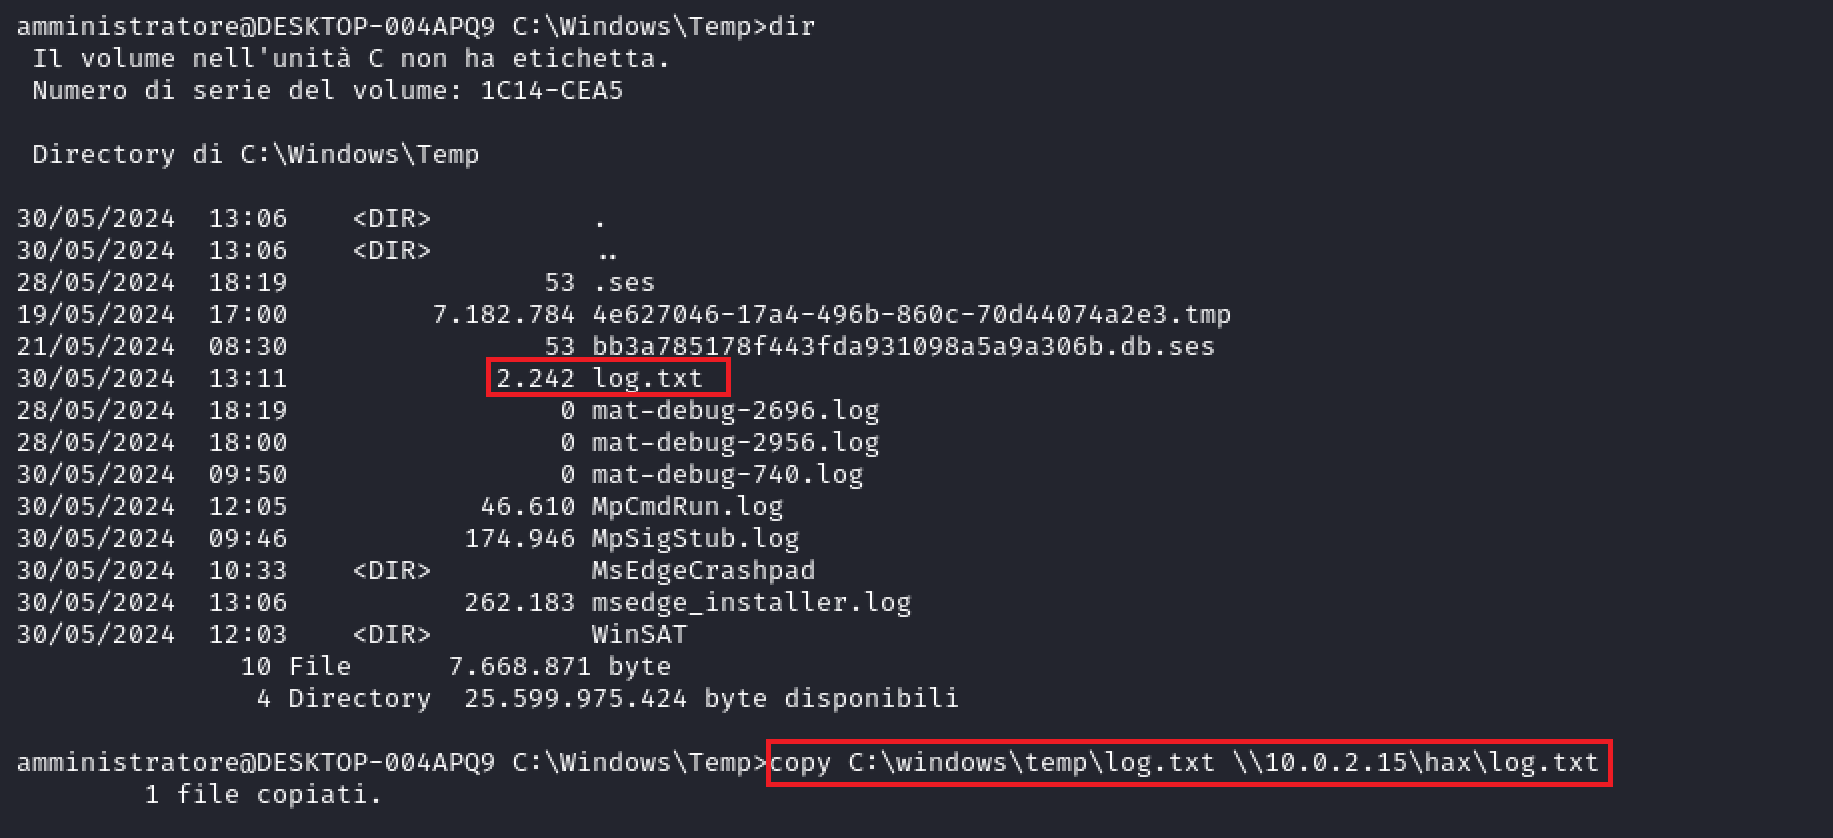 amministratore@DESKTOP-004APQ9 C:\Windows\Temp>dir
 Il volume nell'unità C non ha etichetta.
 Numero di serie del volume: 1C14-CEA5

 Directory di C:\Windows\Temp

30/05/2024  13:06    <DIR>          .
30/05/2024  13:06    <DIR>          ..
28/05/2024  18:19                53 .ses
19/05/2024  17:00         7.182.784 4e627046-17a4-496b-860c-70d44074a2e3.tmp
21/05/2024  08:30                53 bb3a785178f443fda931098a5a9a306b.db.ses
30/05/2024  13:11             2.242 log.txt
28/05/2024  18:19                 0 mat-debug-2696.log
28/05/2024  18:00                 0 mat-debug-2956.log
30/05/2024  09:50                 0 mat-debug-740.log
30/05/2024  12:05            46.610 MpCmdRun.log
30/05/2024  09:46           174.946 MpSigStub.log
30/05/2024  10:33    <DIR>          MsEdgeCrashpad
30/05/2024  13:06           262.183 msedge_installer.log
30/05/2024  12:03    <DIR>          WinSAT
              10 File      7.668.871 byte
               4 Directory  25.599.975.424 byte disponibili

amministratore@DESKTOP-004APQ9 C:\Windows\Temp>copy C:\windows\temp\log.txt \\10.0.2.15\hax\log.txt
        1 file copiati.